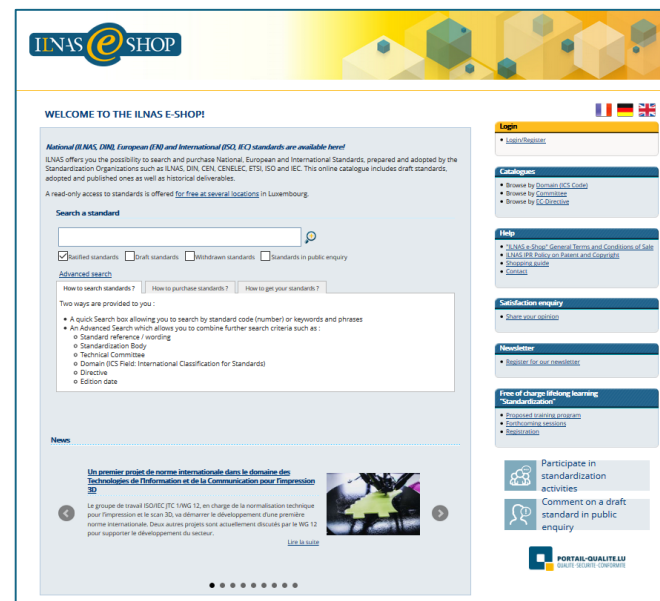 ILNAS e SHOP
WELCOME TO THE ILNAS E-SHOP!
National (ILNAS, DIN), European (EN) and International (ISO, IEC) standards are available here!
ILNAS offers you the possibility to search and purchase National, European and International Standards, prepared and adopted by the
Standardization Organizations such as ILNAS, DIN, CEN, CENELEC, ETSI, ISO and IEC. This online catalogue includes draft standards,
adopted and published ones as well as historical deliverables.
A read-only access to standards is offered for free at several locations in Luxembourg.
Search a standard
Ratified standards Draft standards Withdrawn standards Standards in public enquiry
Advanced search
How to search standards ? How to purchase standards ? How to get your standards ?
Two ways are provided to you :
• A quick Search box allowing you to search by standard code (number) or keywords and phrases
• An Advanced Search which allows you to combine further search criteria such as :
o Standard reference / wording
o Standardization Body
o Technical Committee
o Domain (ICS Field: International Classification for Standards)
o Directive
o Edition date
News
Un premier projet de norme internationale dans le domaine des
Technologies de l'Information et de la Communication pour l'impression
3D
Le groupe de travail ISO/IEC JTC 1/WG 12, en charge de la normalisation technique
pour l'impression et le scan 3D, va démarrer le développement d'une première
norme internationale. Deux autres projets sont actuellement discutés par le WG 12
pour supporter le développement du secteur.
Lire la suite
Login
• Login/Register
Catalogues
• Browse by Domain (ICS Code)
• Browse by Committee
• Browse by EC-Directive
Help
• "ILNAS e-Shop" General Terms and Conditions of Sale
• ILNAS IPR Policy on Patent and Copyright
• Shopping guide
• Contact
Satisfaction enquiry
• Share your opinion
Newsletter
• Register for our newsletter
Free of charge lifelong learning
"Standardization"
• Proposed training program
• Forthcoming sessions
• Registration
Participate in
standardization
activities
Comment on a draft
standard in public
enquiry
PORTAIL-QUALITE.LU
QUALITE·SECURITE·CONFORMITE